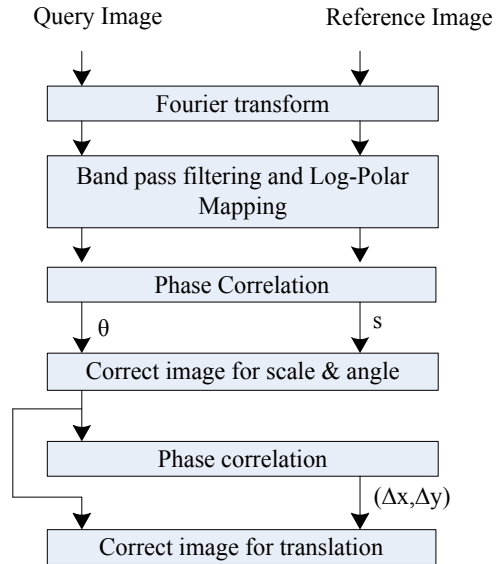 Query Image
Reference Image
Fourier transform
Band pass filtering and Log-Polar
Mapping
Phase Correlation
θ
s
Correct image for scale & angle
Phase correlation
(Δx,Δy)
Correct image for translation